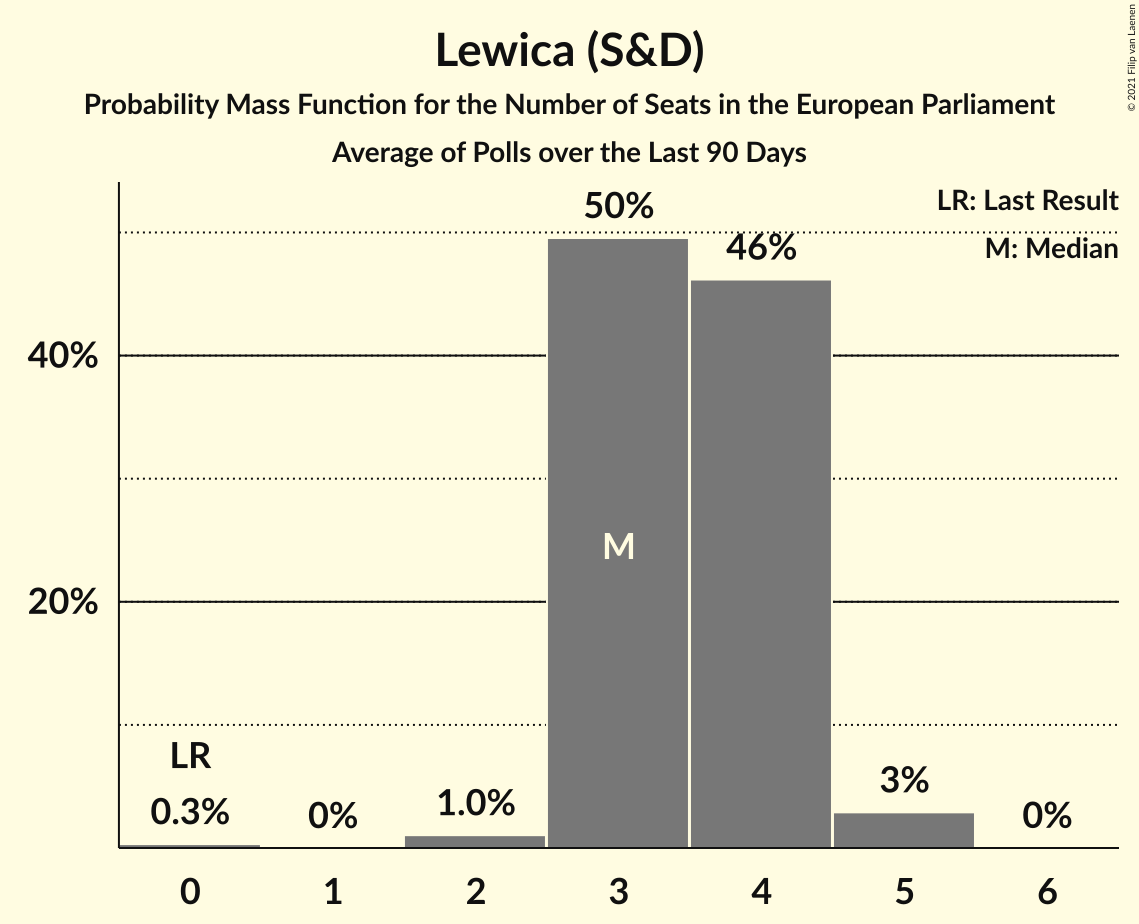 Lewica (S&D)
Probability Mass Function for the Number of Seats in the European Parliament
Average of Polls over the Last 90 Days
© 2021 Filip van Laenen
LR: Last Result
M: Median
50%
46%
40%
M
20%
LR
0.3%
0%
1.0%
3%
0%
0 1 2 3 4 5 6